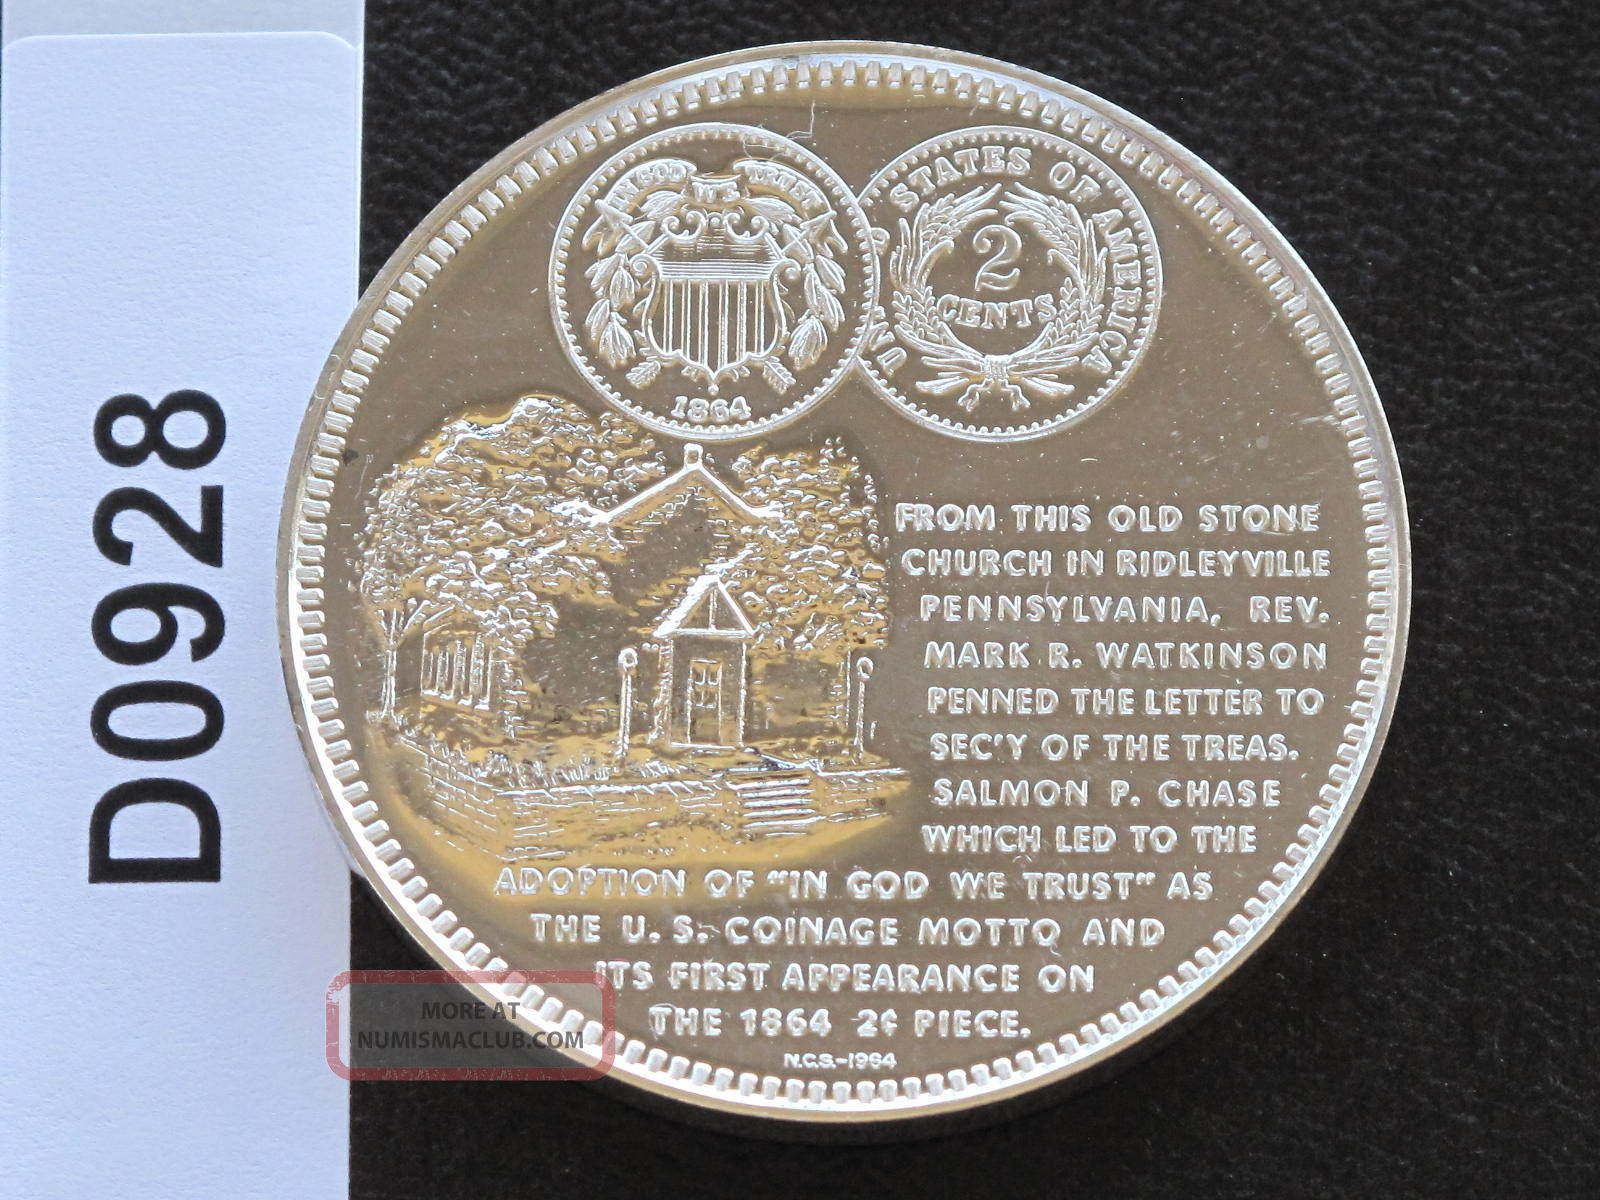 D0928
IN GOD WE TRUST
1864
UN STATES OF AMERICA
2
CENTS
FROM THIS OLD STONE
CHURCH IN RIDLEYVILLE
PENNSYLVANIA, REV.
MARK R. WATKINSON
PENNED THE LETTER TO
SEC'Y OF THE TREAS.
SALMON P. CHASE
WHICH LED TO THE
ADOPTION OF "IN GOD WE TRUST" AS
THE U.S. COINAGE MOTTO AND
ITS FIRST APPEARANCE ON
THE 1864 2¢ PIECE.
N.C.S.-1964
MORE AT
NUMISMACLUB.COM